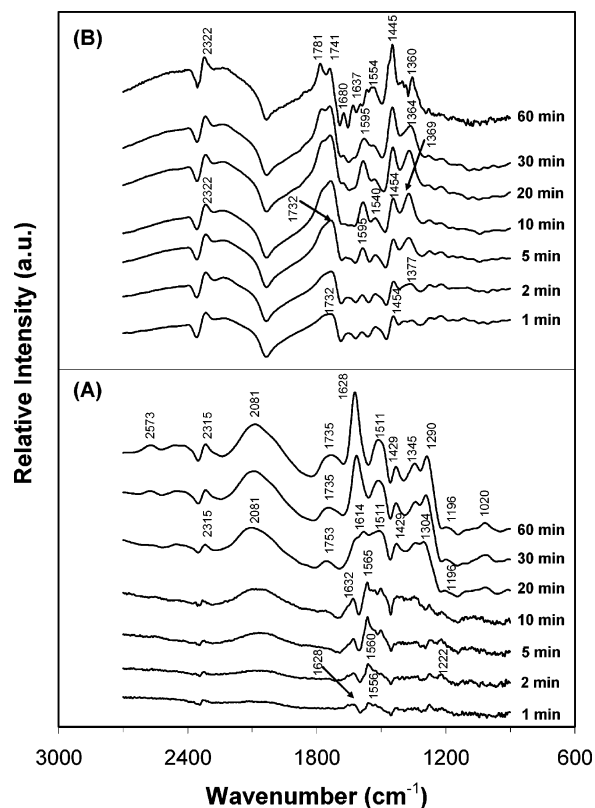 (B)
2322
1781
1741
1680
1637
1554
1445
1360
60 min
1595
1364
1369
30 min
20 min
2322
1732
1540
1454
10 min
1595
5 min
1377
2 min
1732
1454
1 min
(A)
1628
2573
2315
2081
1735
1511
1429
1345
1290
1196
1020
60 min
1735
30 min
2315
2081
1753
1614
1511
1429
1304
1196
20 min
1632
1565
10 min
5 min
1628
1560
1222
2 min
1556
1 min
3000 2400 1800 1200 600
Wavenumber (cm-1)
Relative Intensity (a.u.)